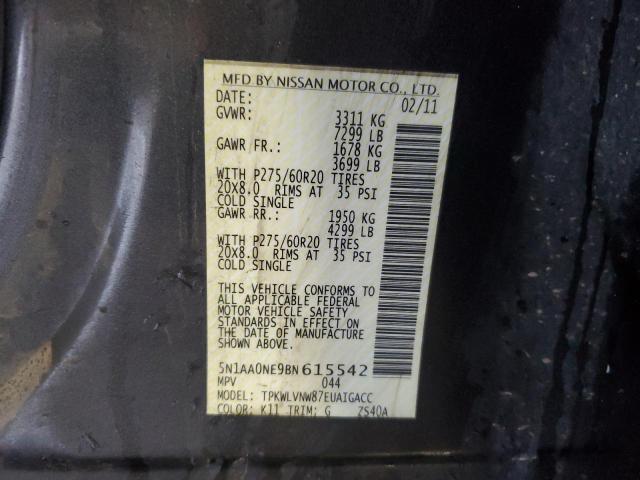 MFD BY NISSAN MOTOR CO., LTD.
DATE: 02/11
GVWR: 3311 KG
7299 LB
GAWR FR.: 1678 KG
3699 LB
WITH P275/60R20 TIRES
20X8.0 RIMS AT 35 PSI
COLD SINGLE
GAWR RR.: 1950 KG
4299 LB
WITH P275/60R20 TIRES
20X8.0 RIMS AT 35 PSI
COLD SINGLE
THIS VEHICLE CONFORMS TO
ALL APPLICABLE FEDERAL
MOTOR VEHICLE SAFETY
STANDARDS IN EFFECT ON
THE DATE OF MANUFACTURE
SHOWN ABOVE.
5N1AA0NE9BN615542
MPV 044
MODEL: TPKWLVNW87EUAIGACC
COLOR: K11 TRIM: G ZS40A